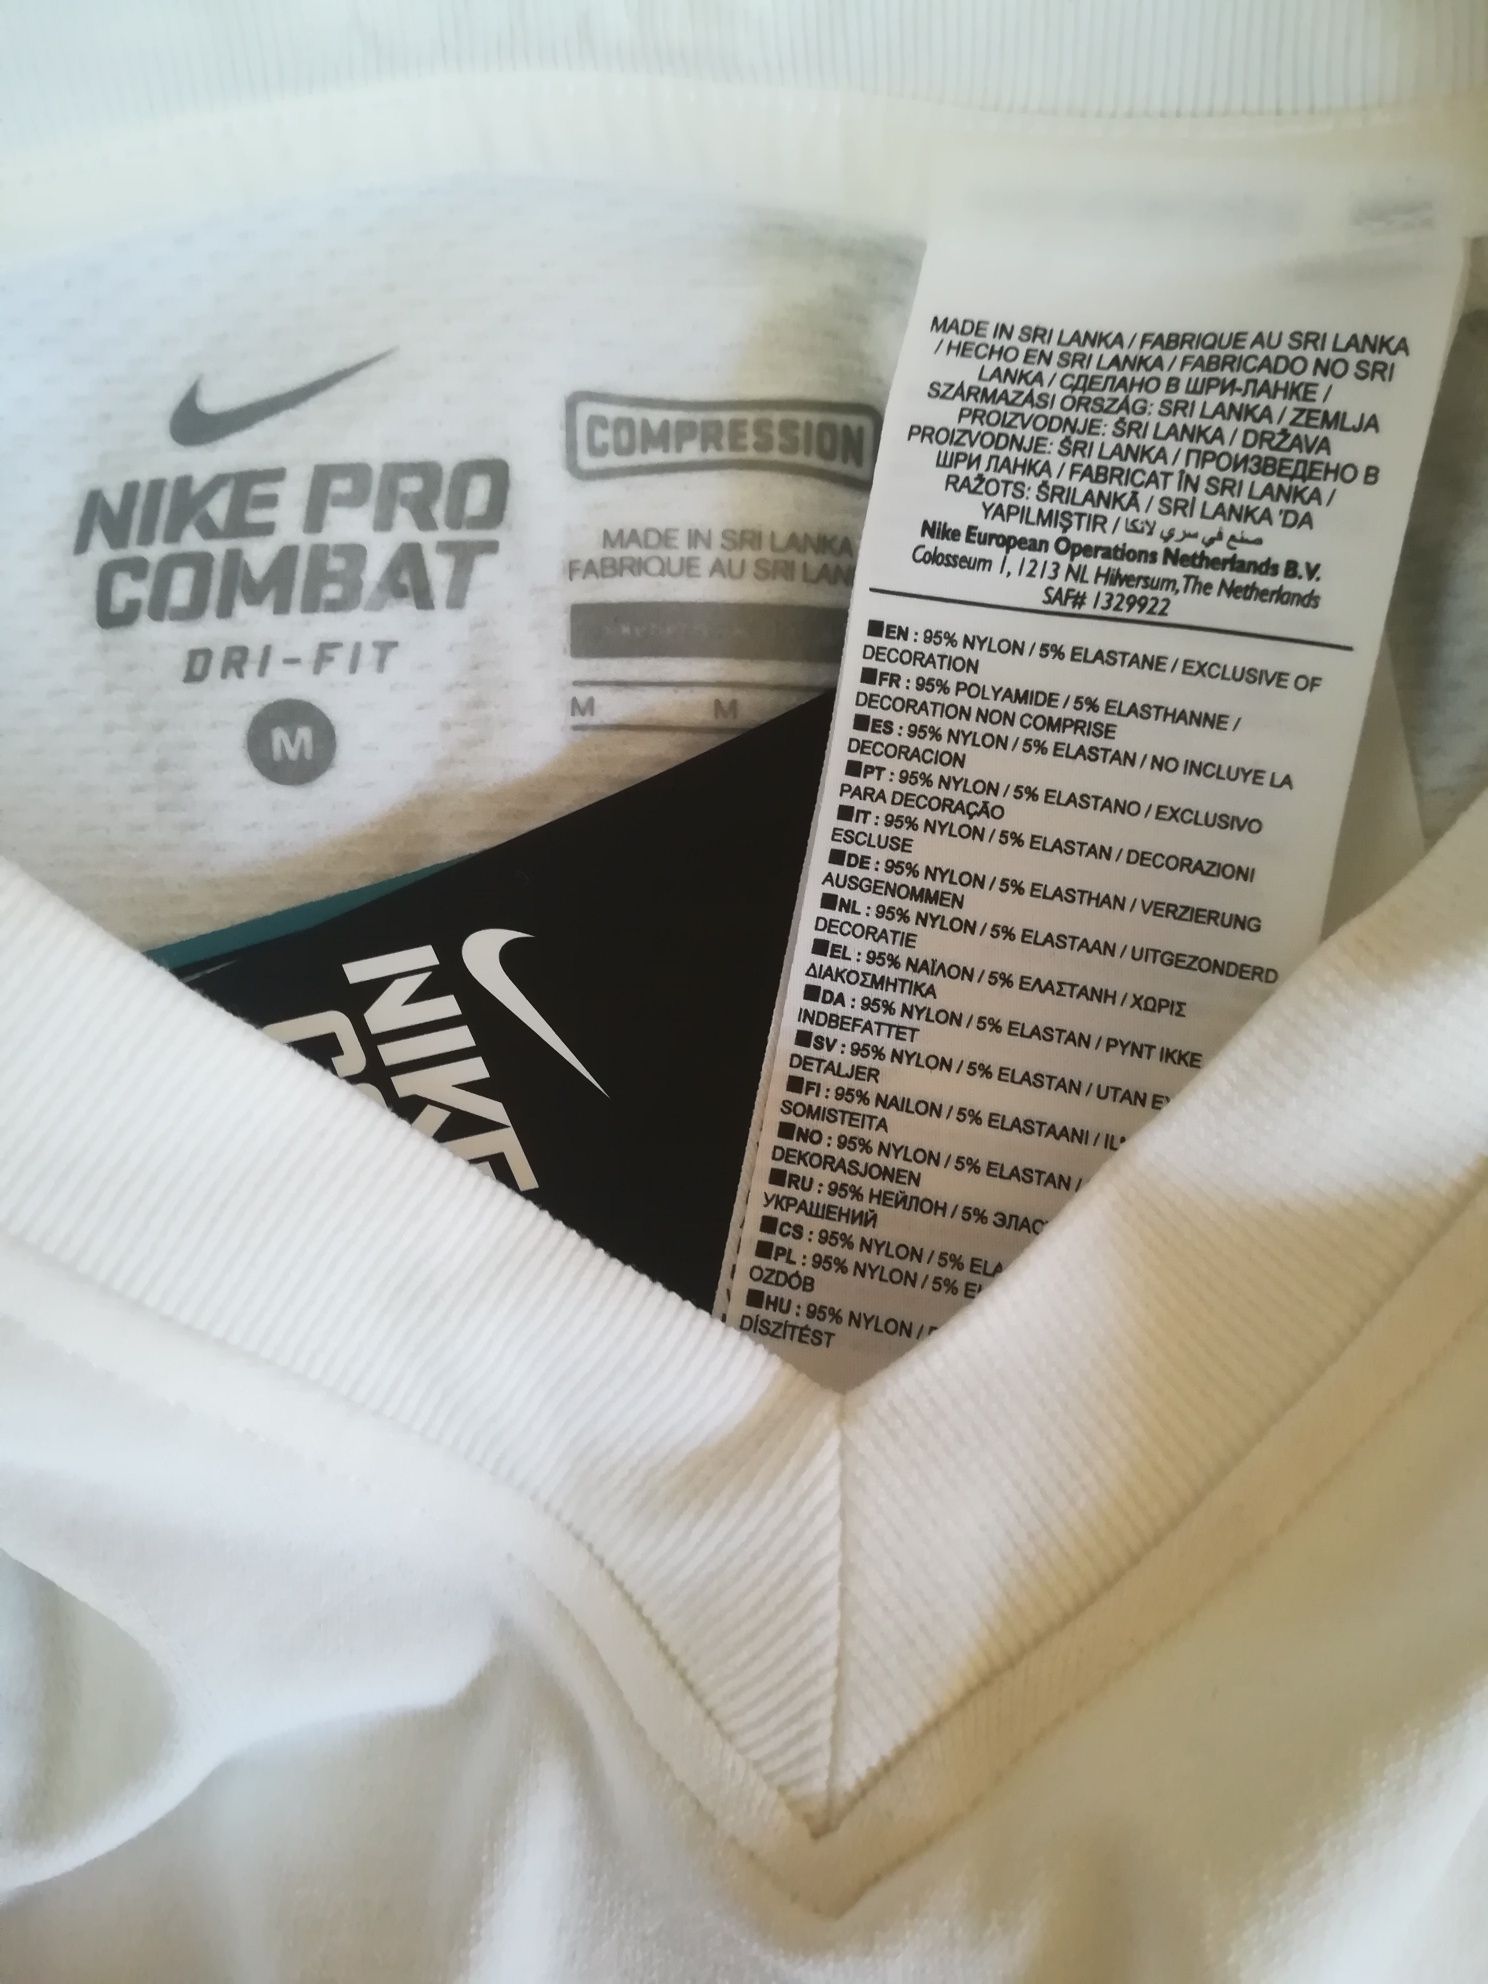 NIKE PRO
COMBAT
DRI-FIT
M
COMPRESSION
MADE IN SRI LANKA
FABRIQUE AU SRI LAN
M M
NIKE
MADE IN SRI LANKA / FABRIQUE AU SRI LANKA
/ HECHO EN SRI LANKA / FABRICADO NO SRI
LANKA / СДЕЛАНО В ШРИ-ЛАНКЕ /
SZÁRMAZÁSI ORSZÁG: SRI LANKA / ZEMLJA
PROIZVODNJE: ŠRI LANKA / DRŽAVA
PROIZVODNJE: ŠRI LANKA / ПРОИЗВЕДЕНО В
ШРИ ЛАНКА / FABRICAT ÎN SRI LANKA /
RAŽOTS: ŠRILANKĀ / SRİ LANKA 'DA
YAPILMIŞTIR / صنع في سري لانكا
Nike European Operations Netherlands B.V.
Colosseum 1, 1213 NL Hilversum, The Netherlands
SAF# 1329922
■EN : 95% NYLON / 5% ELASTANE / EXCLUSIVE OF
DECORATION
■FR : 95% POLYAMIDE / 5% ELASTHANNE /
DECORATION NON COMPRISE
■ES : 95% NYLON / 5% ELASTAN / NO INCLUYE LA
DECORACION
■PT : 95% NYLON / 5% ELASTANO / EXCLUSIVO
PARA DECORAÇÃO
■IT : 95% NYLON / 5% ELASTAN / DECORAZIONI
ESCLUSE
■DE : 95% NYLON / 5% ELASTHAN / VERZIERUNG
AUSGENOMMEN
■NL : 95% NYLON / 5% ELASTAAN / UITGEZONDERD
DECORATIE
■EL : 95% ΝΑΪΛΟΝ / 5% ΕΛΑΣΤΑΝΗ / ΧΩΡΙΣ
ΔΙΑΚΟΣΜΗΤΙΚΑ
■DA : 95% NYLON / 5% ELASTAN / PYNT IKKE
INDBEFATTET
■SV : 95% NYLON / 5% ELASTAN / UTAN
DETALJER
■FI : 95% NAILON / 5% ELASTAANI /
SOMISTEITA
■NO : 95% NYLON / 5% ELASTAN /
DEKORASJONEN
■RU : 95% НЕЙЛОН / 5% ЭЛАС
УКРАШЕНИЙ
■CS : 95% NYLON / 5% ELA
■PL : 95% NYLON / 5%
OZDÓB
■HU : 95% NYLON /
DÍSZÍTÉST